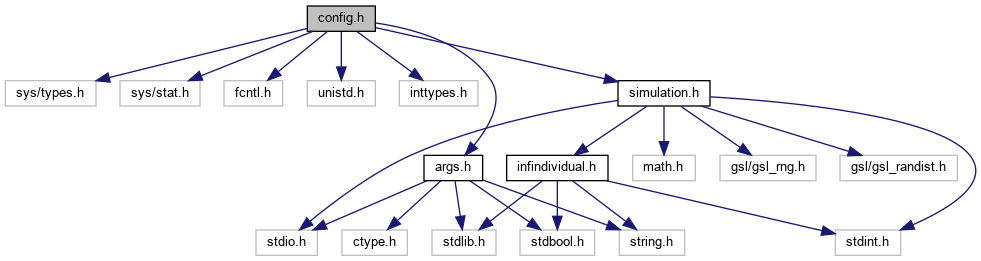 config.h
sys/types.h
sys/stat.h
fcntl.h
unistd.h
inttypes.h
simulation.h
args.h
infindividual.h
math.h
gsl/gsl_rng.h
gsl/gsl_randist.h
stdio.h
ctype.h
stdlib.h
stdbool.h
string.h
stdint.h